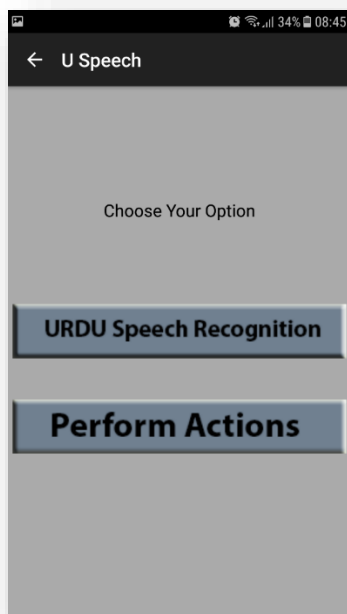 34% 08:45
← U Speech
Choose Your Option
URDU Speech Recognition
Perform Actions